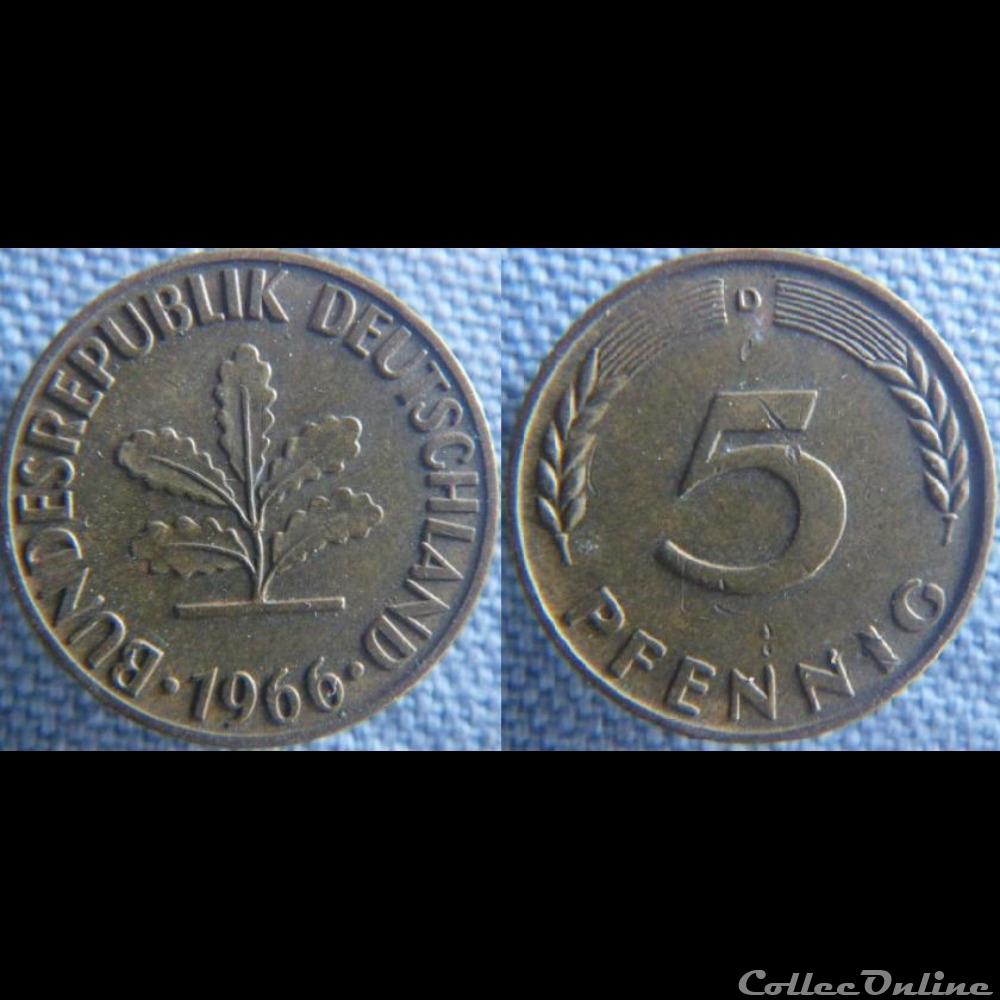 BUNDESREPUBLIK DEUTSCHLAND
· 1966 ·
D
5
PFENNIG
CollecOnline